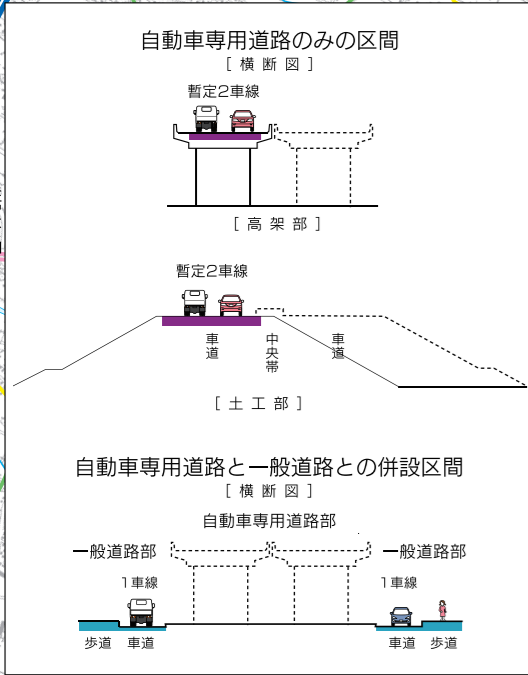 自動車専用道路のみの区間
[ 横 断 図 ]
暫定2車線
[ 高 架 部 ]
暫定2車線
車道
中央帯
車道
[ 土 工 部 ]
自動車専用道路と一般道路との併設区間
[ 横 断 図 ]
自動車専用道路部
一般道路部
一般道路部
1車線
1車線
歩道 車道
車道 歩道